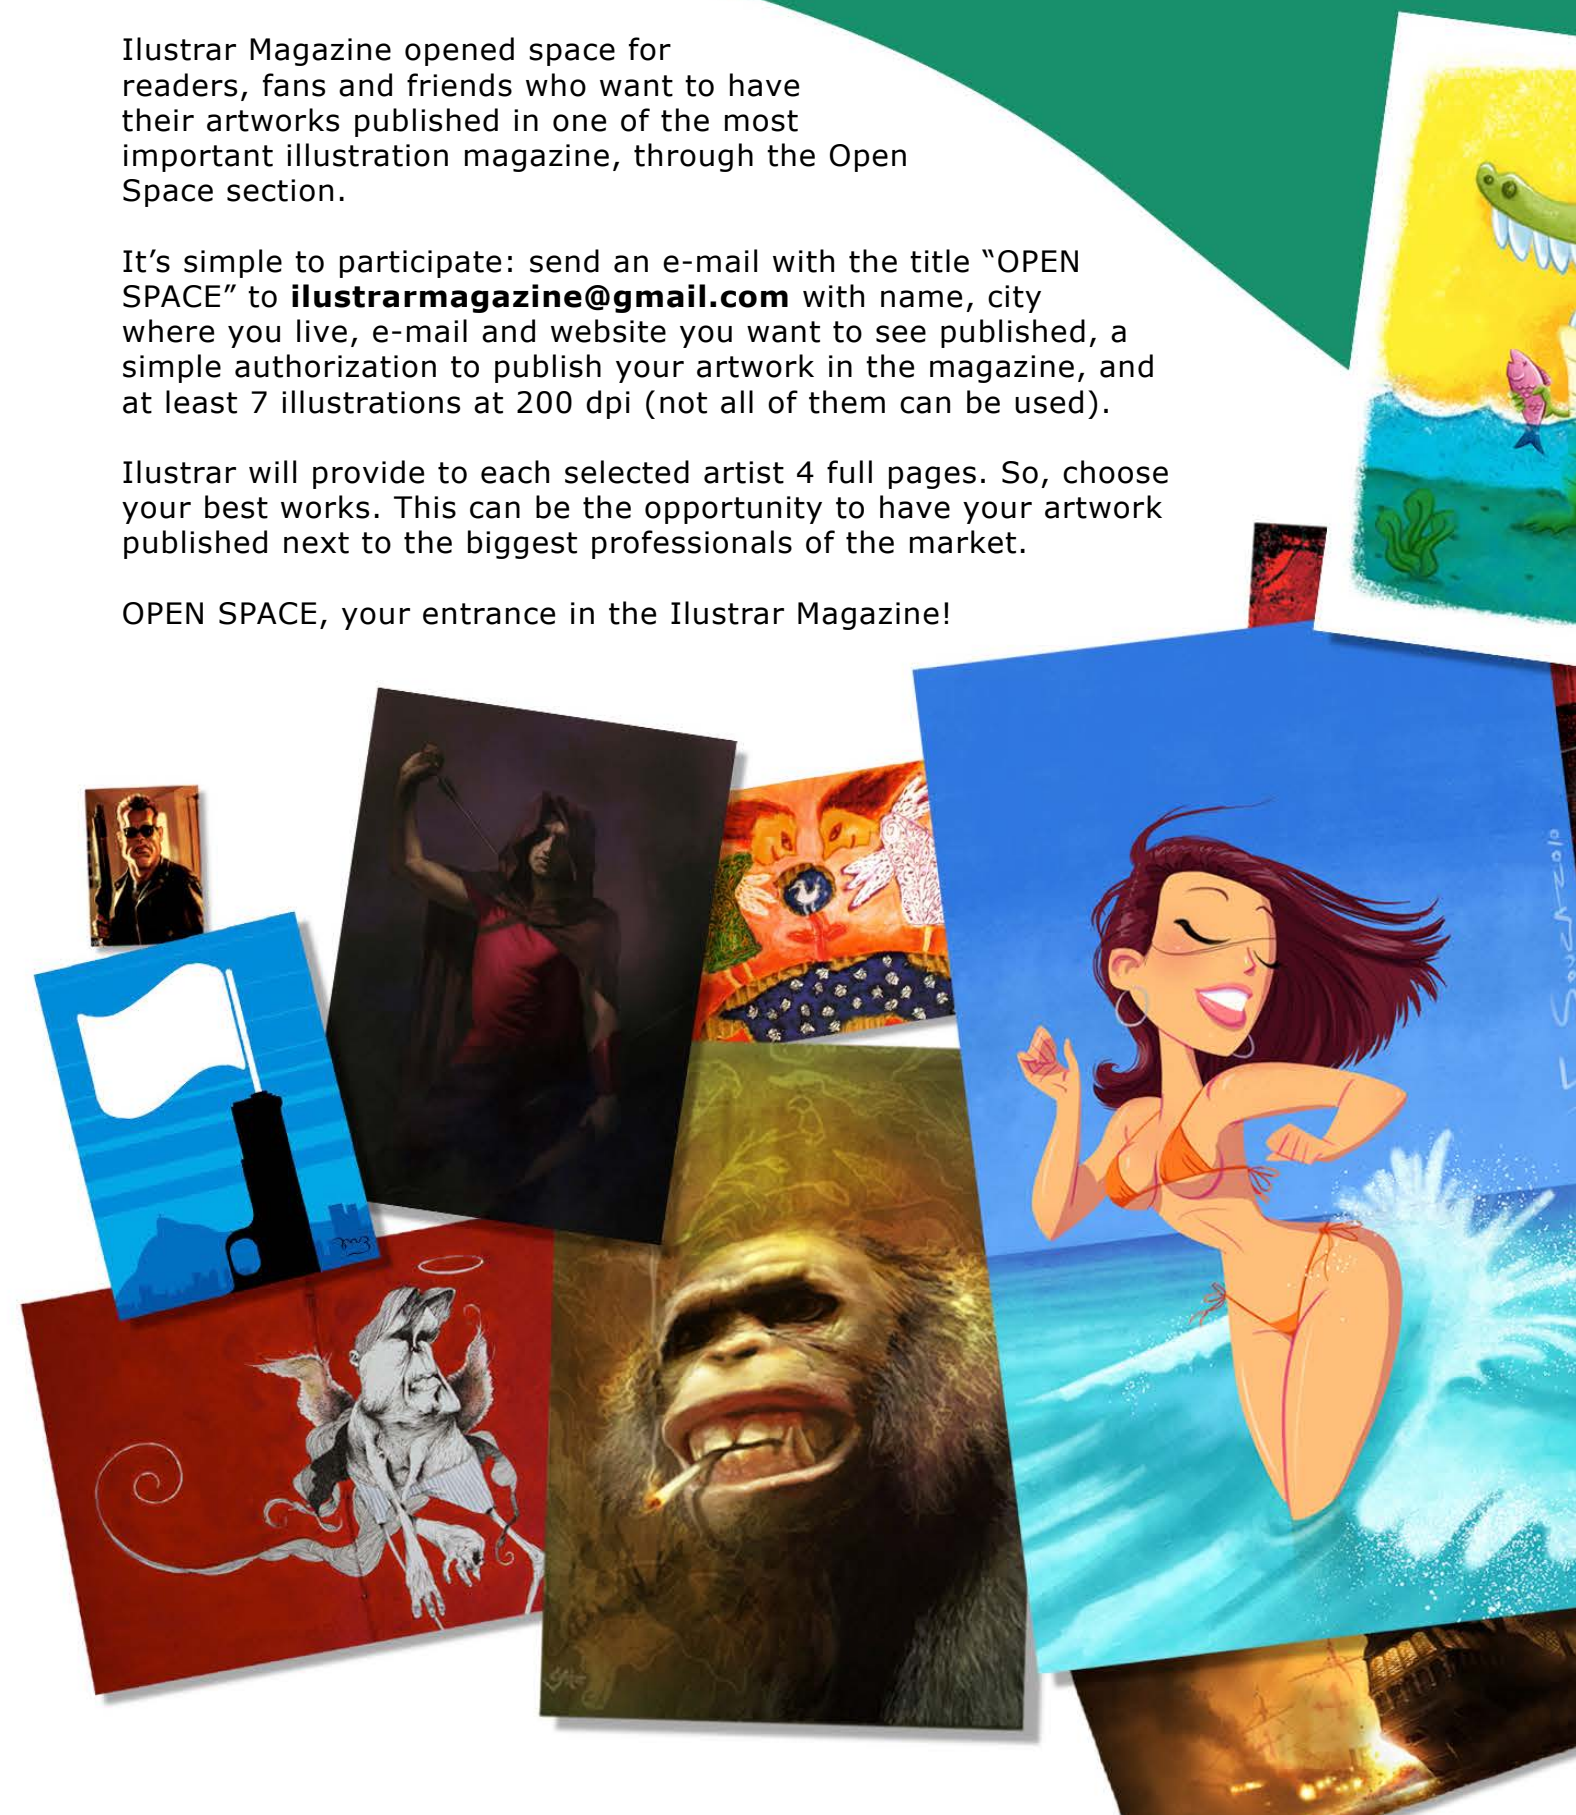 Ilustrar Magazine opened space for
readers, fans and friends who want to have
their artworks published in one of the most
important illustration magazine, through the Open
Space section.
It’s simple to participate: send an e-mail with the title “OPEN
SPACE” to ilustrarmagazine@gmail.com with name, city
where you live, e-mail and website you want to see published, a
simple authorization to publish your artwork in the magazine, and
at least 7 illustrations at 200 dpi (not all of them can be used).
Ilustrar will provide to each selected artist 4 full pages. So, choose
your best works. This can be the opportunity to have your artwork
published next to the biggest professionals of the market.
OPEN SPACE, your entrance in the Ilustrar Magazine!